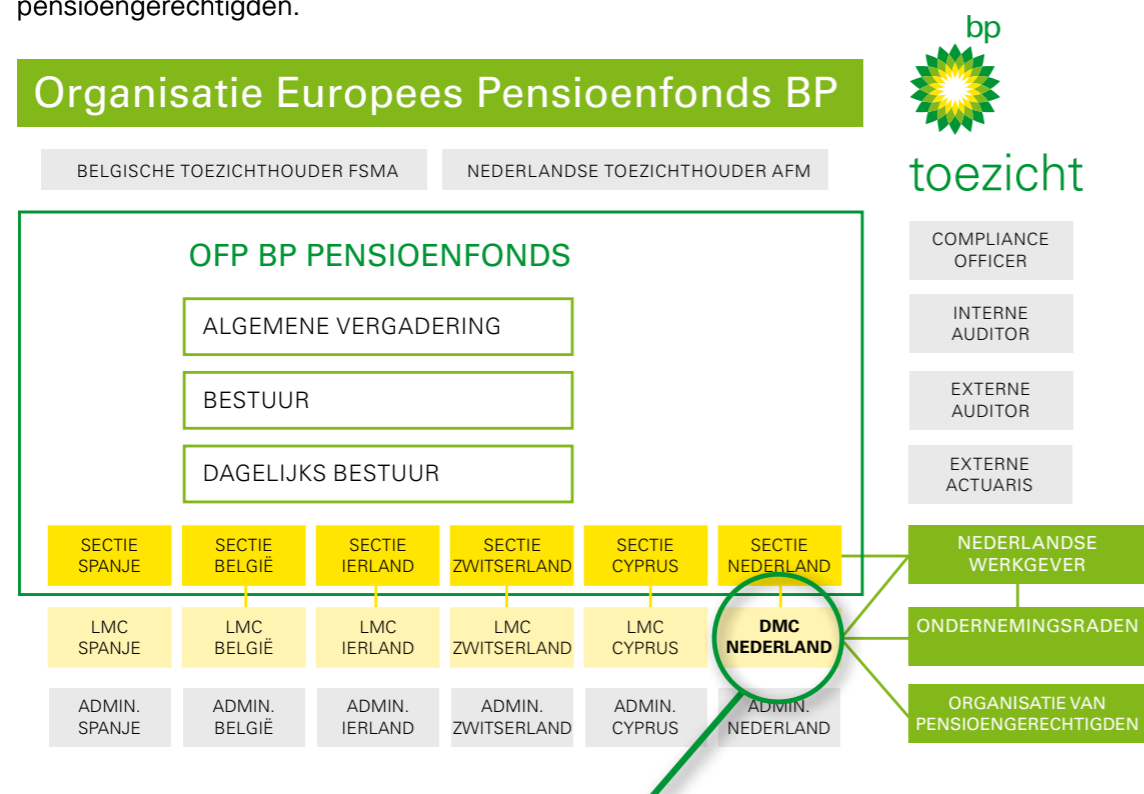 pensioengerechtigden.
bp
Organisatie Europees Pensioenfonds BP
BELGISCHE TOEZICHTHOUDER FSMA
NEDERLANDSE TOEZICHTHOUDER AFM
toezicht
OFP BP PENSIOENFONDS
ALGEMENE VERGADERING
BESTUUR
DAGELIJKS BESTUUR
COMPLIANCE
OFFICER
INTERNE
AUDITOR
EXTERNE
AUDITOR
EXTERNE
ACTUARIS
SECTIE
SPANJE
SECTIE
BELGIË
SECTIE
IERLAND
SECTIE
ZWITSERLAND
SECTIE
CYPRUS
SECTIE
NEDERLAND
NEDERLANDSE
WERKGEVER
LMC
SPANJE
LMC
BELGIË
LMC
IERLAND
LMC
ZWITSERLAND
LMC
CYPRUS
DMC
NEDERLAND
ONDERNEMINGSRADEN
ADMIN.
SPANJE
ADMIN.
BELGIË
ADMIN.
IERLAND
ADMIN.
ZWITSERLAND
ADMIN.
CYPRUS
ADMIN.
NEDERLAND
ORGANISATIE VAN
PENSIOENGERECHTIGDEN